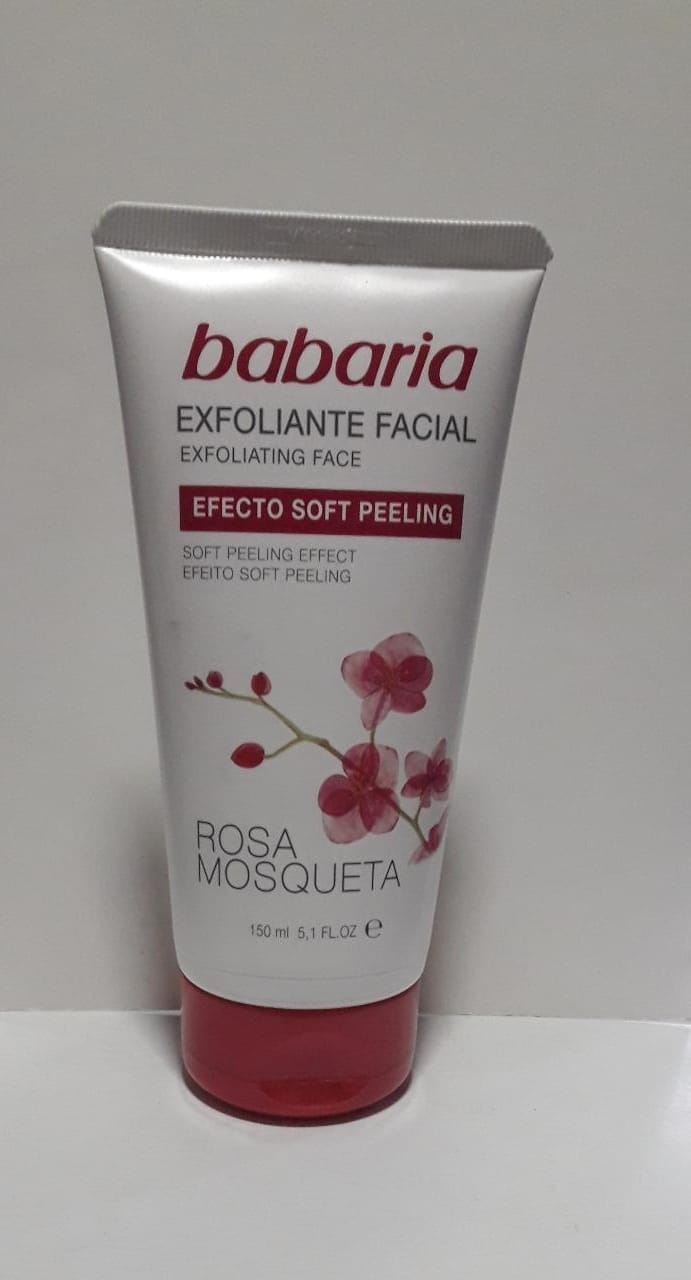 babaria
EXFOLIANTE FACIAL
EXFOLIATING FACE
EFECTO SOFT PEELING
SOFT PEELING EFFECT
EFEITO SOFT PEELING
ROSA
MOSQUETA
150 ml 5,1 FL.OZ ℮